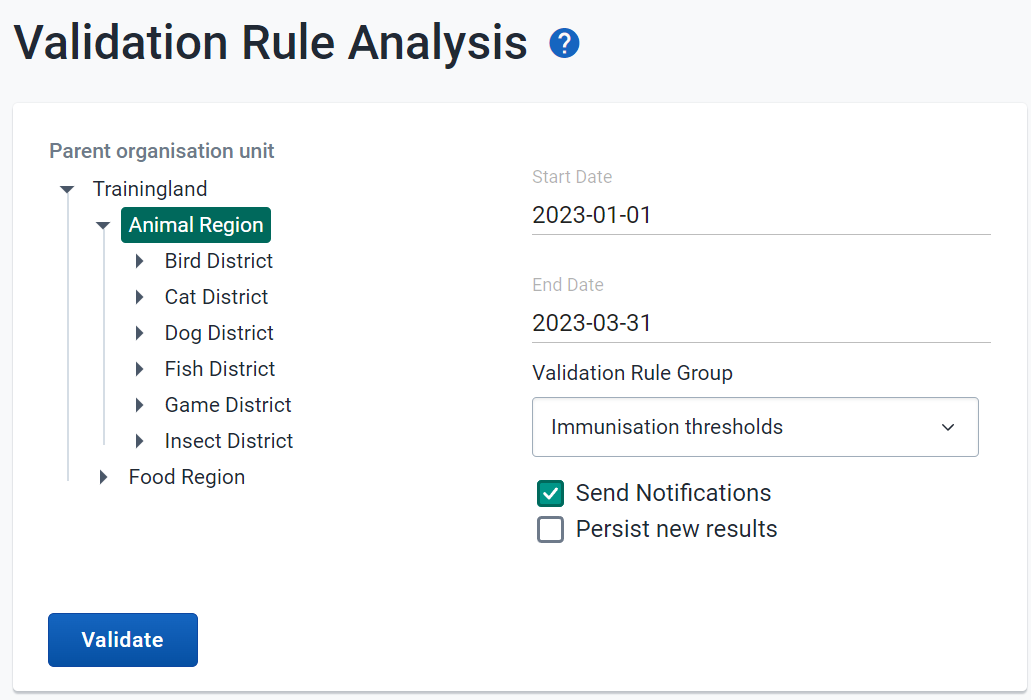 Validation Rule Analysis ?
Parent organisation unit
Trainingland
Animal Region
Bird District
Cat District
Dog District
Fish District
Game District
Insect District
Food Region
Start Date
2023-01-01
End Date
2023-03-31
Validation Rule Group
Immunisation thresholds
Send Notifications
Persist new results
Validate